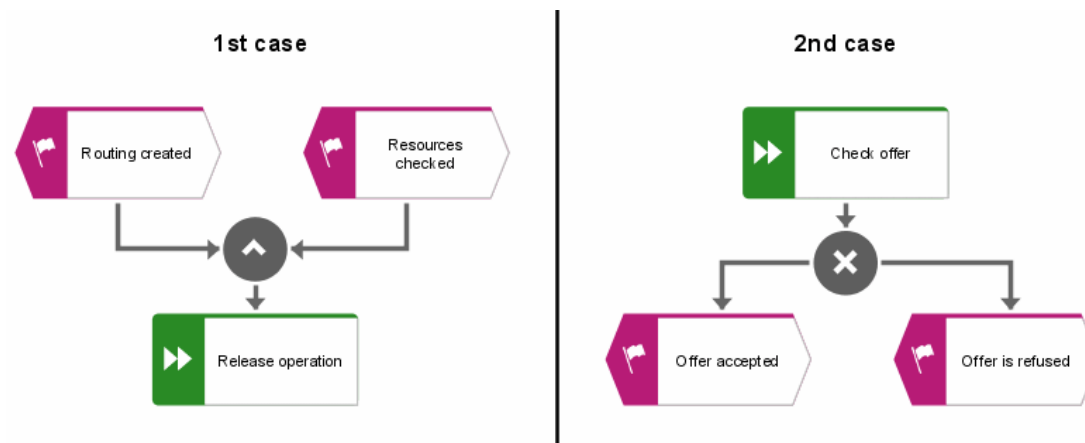 1st case
2nd case
Routing created
Resources
checked
Release operation
Check offer
Offer accepted
Offer is refused